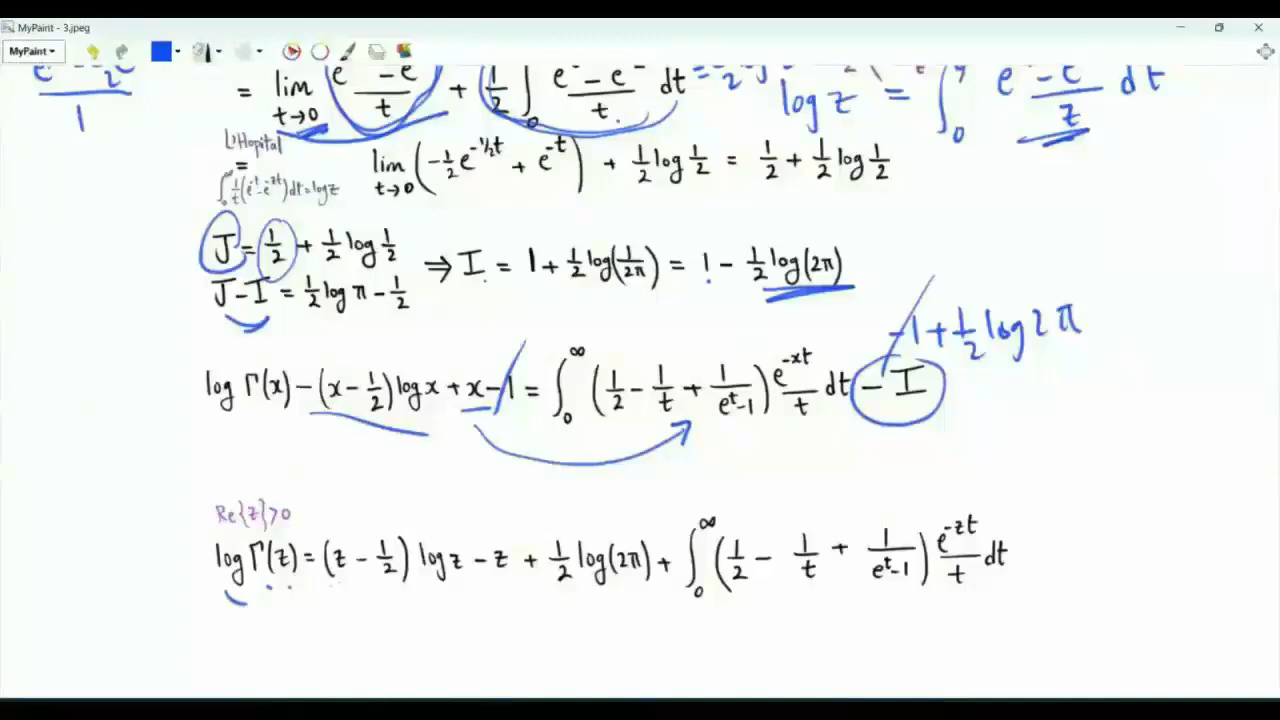 MyPaint - 3.jpeg
MyPaint
= lim t→0 (e − e)/t + 1/2 ∫0 (e − e)/t dt =
1
log z = ∫0 e − e / z dt
L'Hopital
= lim t→0 (−1/2 e^(−1/2t) + e^(−t)) + 1/2 log 1/2 = 1/2 + 1/2 log 1/2
∫0^∞ 1/t (e^(−t) − e^(−zt)) dt = log z
J = 1/2 + 1/2 log 1/2
⇒ I = 1 + 1/2 log(1/2π) = 1 − 1/2 log(2π)
J − I = 1/2 log π − 1/2
−1 + 1/2 log 2π
log Γ(x) − (x − 1/2) log x + x − 1 = ∫0^∞ (1/2 − 1/t + 1/(e^t−1)) e^(−xt)/t dt − I
Re{z}>0
log Γ(z) = (z − 1/2) log z − z + 1/2 log(2π) + ∫0^∞ (1/2 − 1/t + 1/(e^t−1)) e^(−zt)/t dt